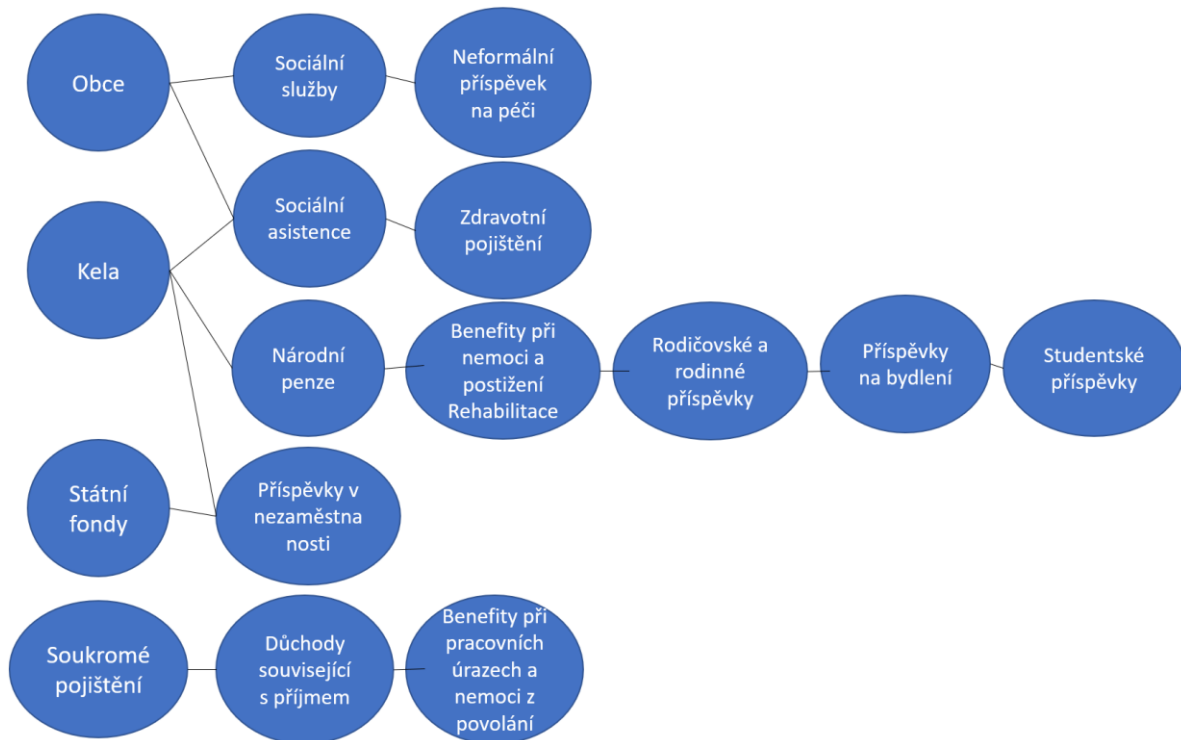 Obce
Sociální
služby
Neformální
příspěvek
na péči
Kela
Sociální
asistence
Zdravotní
pojištění
Národní
penze
Benefity při
nemoci a
postižení
Rehabilitace
Rodičovské a
rodinné
příspěvky
Příspěvky
na bydlení
Studentské
příspěvky
Státní
fondy
Příspěvky v
nezaměstna
nosti
Soukromé
pojištění
Důchody
související
s příjmem
Benefity při
pracovních
úrazech a
nemoci z
povolání